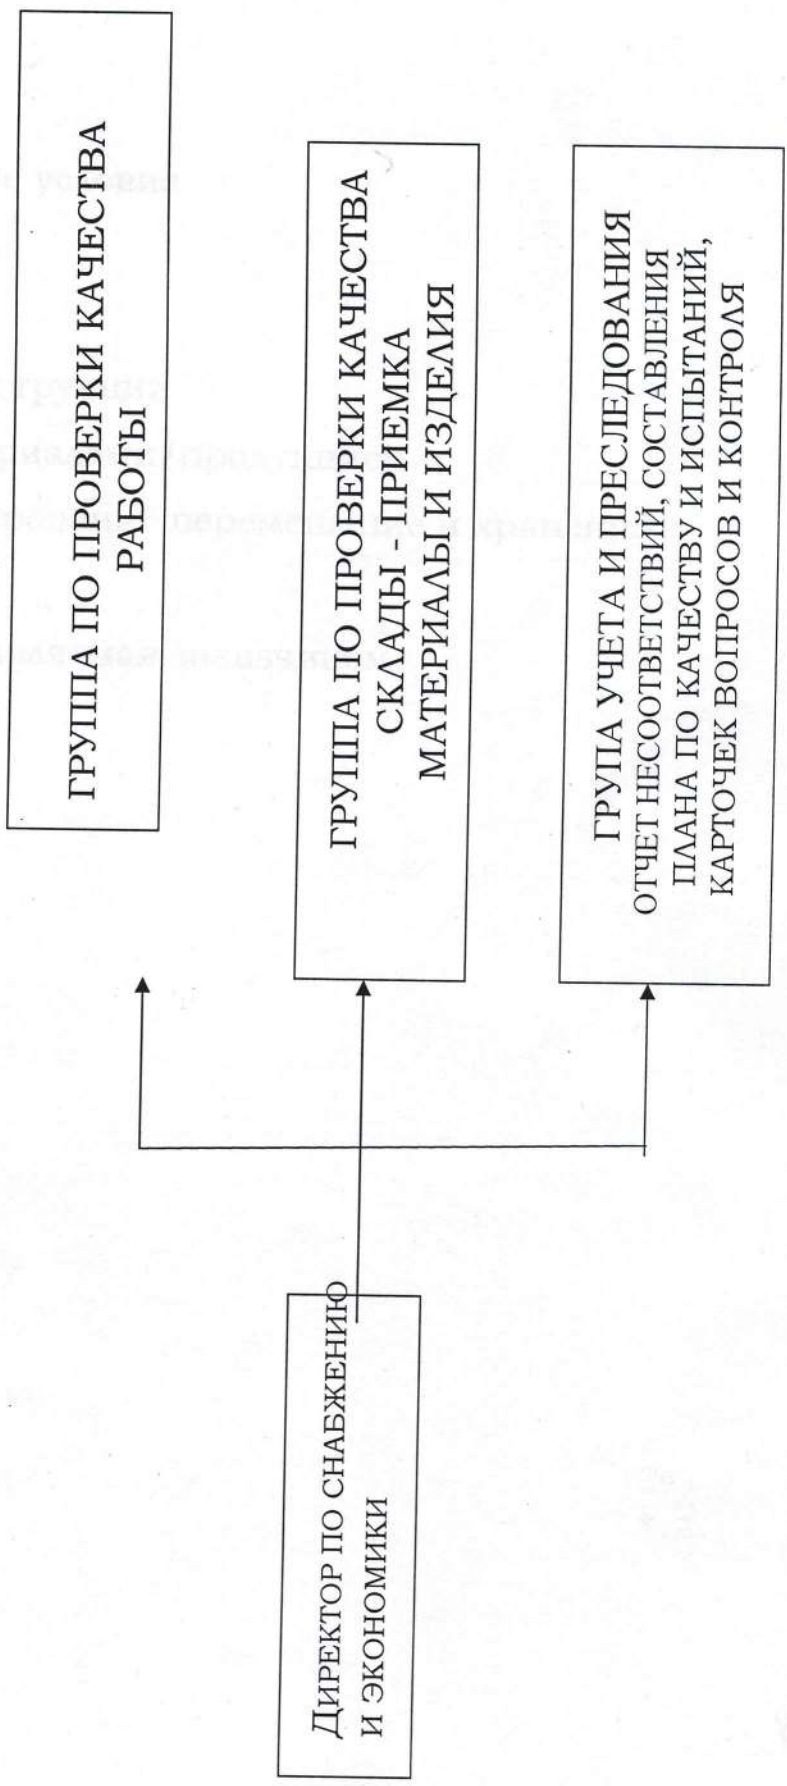 ГРУППА ПО ПРОВЕРКИ КАЧЕСТВА
РАБОТЫ
ГРУППА ПО ПРОВЕРКИ КАЧЕСТВА
СКЛАДЫ - ПРИЕМКА
МАТЕРИАЛЫ И ИЗДЕЛИЯ
ГРУПА УЧЕТА И ПРЕСЛЕДОВАНИЯ
ОТЧЕТ НЕСООТВЕТСТВИЙ, СОСТАВЛЕНИЯ
ПЛАНА ПО КАЧЕСТВУ И ИСПЫТАНИЙ,
КАРТОЧЕК ВОПРОСОВ И КОНТРОЛЯ
ДИРЕКТОР ПО СНАБЖЕНИЮ
И ЭКОНОМИКИ